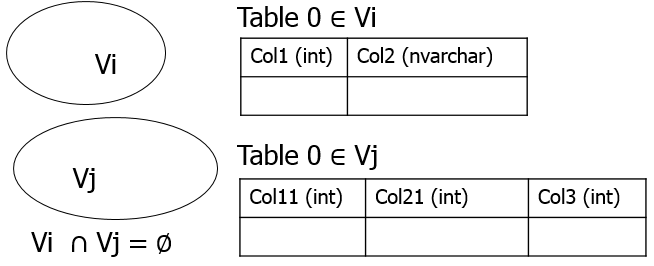 Vi
Table 0 ∈ Vi
Col1 (int) Col2 (nvarchar)
Vj
Table 0 ∈ Vj
Col11 (int) Col21 (int) Col3 (int)
Vi ∩ Vj = ∅